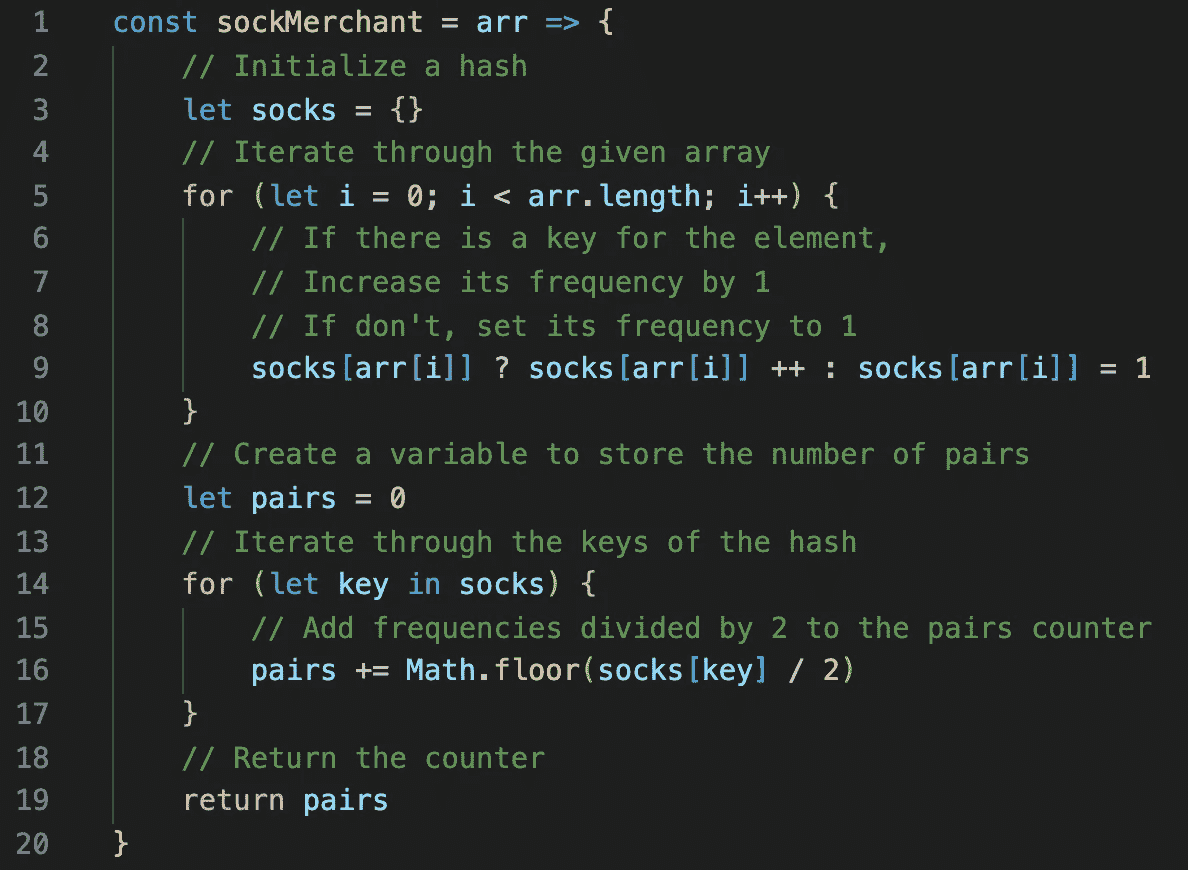 1 const sockMerchant = arr => {
2 // Initialize a hash
3 let socks = {}
4 // Iterate through the given array
5 for (let i = 0; i < arr.length; i++) {
6 // If there is a key for the element,
7 // Increase its frequency by 1
8 // If don't, set its frequency to 1
9 socks[arr[i]] ? socks[arr[i]] ++ : socks[arr[i]] = 1
10 }
11 // Create a variable to store the number of pairs
12 let pairs = 0
13 // Iterate through the keys of the hash
14 for (let key in socks) {
15 // Add frequencies divided by 2 to the pairs counter
16 pairs += Math.floor(socks[key] / 2)
17 }
18 // Return the counter
19 return pairs
20 }